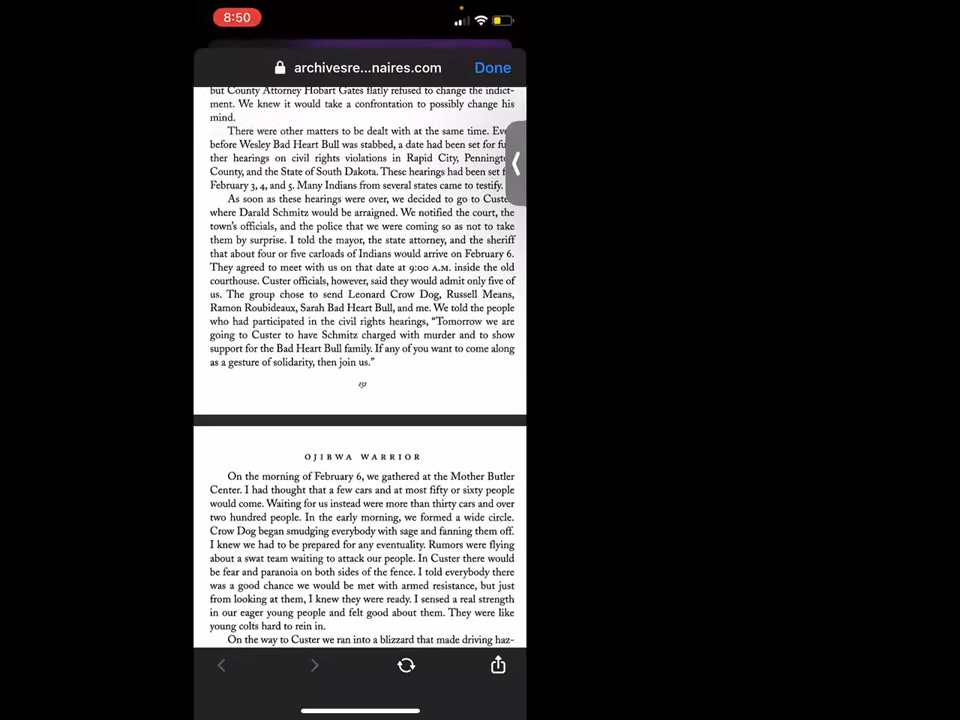 8:50
archivesre...naires.com
Done
but County Attorney Hobart Gates flatly refused to change the indict-
ment. We knew it would take a confrontation to possibly change his
mind.
There were other matters to be dealt with at the same time. Eve
before Wesley Bad Heart Bull was stabbed, a date had been set for fu
ther hearings on civil rights violations in Rapid City, Penningt
County, and the State of South Dakota. These hearings had been set f
February 3, 4, and 5. Many Indians from several states came to testify.
As soon as these hearings were over, we decided to go to Custe
where Darald Schmitz would be arraigned. We notified the court, the
town's officials, and the police that we were coming so as not to take
them by surprise. I told the mayor, the state attorney, and the sheriff
that about four or five carloads of Indians would arrive on February 6.
They agreed to meet with us on that date at 9:00 A.M. inside the old
courthouse. Custer officials, however, said they would admit only five of
us. The group chose to send Leonard Crow Dog, Russell Means,
Ramon Roubideaux, Sarah Bad Heart Bull, and me. We told the people
who had participated in the civil rights hearings, "Tomorrow we are
going to Custer to have Schmitz charged with murder and to show
support for the Bad Heart Bull family. If any of you want to come along
as a gesture of solidarity, then join us."
151
OJIBWA WARRIOR
On the morning of February 6, we gathered at the Mother Butler
Center. I had thought that a few cars and at most fifty or sixty people
would come. Waiting for us instead were more than thirty cars and over
two hundred people. In the early morning, we formed a wide circle.
Crow Dog began smudging everybody with sage and fanning them off.
I knew we had to be prepared for any eventuality. Rumors were flying
about a swat team waiting to attack our people. In Custer there would
be fear and paranoia on both sides of the fence. I told everybody there
was a good chance we would be met with armed resistance, but just
from looking at them, I knew they were ready. I sensed a real strength
in our eager young people and felt good about them. They were like
young colts hard to rein in.
On the way to Custer we ran into a blizzard that made driving haz-